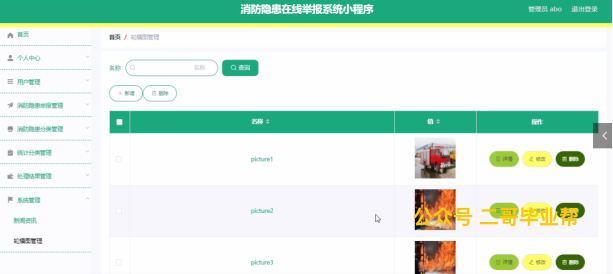 消防隐患在线举报系统小程序
管理员 abo 退出登录
首页
个人中心
用户管理
消防隐患举报管理
消防隐患分类管理
统计分类管理
处理结果管理
系统管理
新闻资讯
轮播图管理
首页 / 轮播图管理
名称 名称 查询
新增 删除
名称 值 操作
picture1 详情 修改 删除
picture2 详情 修改 删除
picture3 详情 修改 删除
公众号 二哥毕业帮